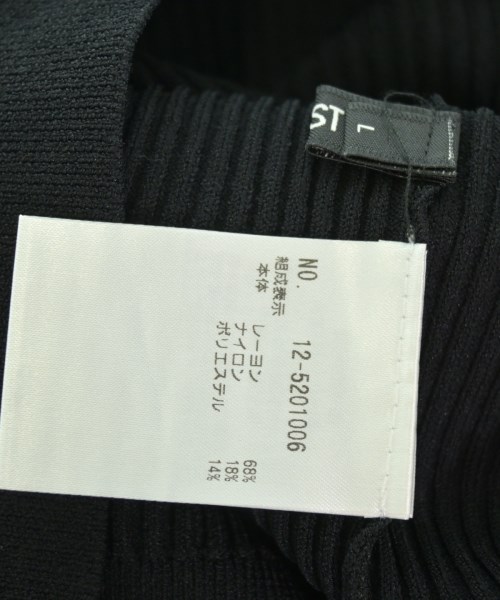 ST
L
NO. 12-5201006
組成表示
本体
レーヨン 68%
ナイロン 18%
ポリエステル 14%